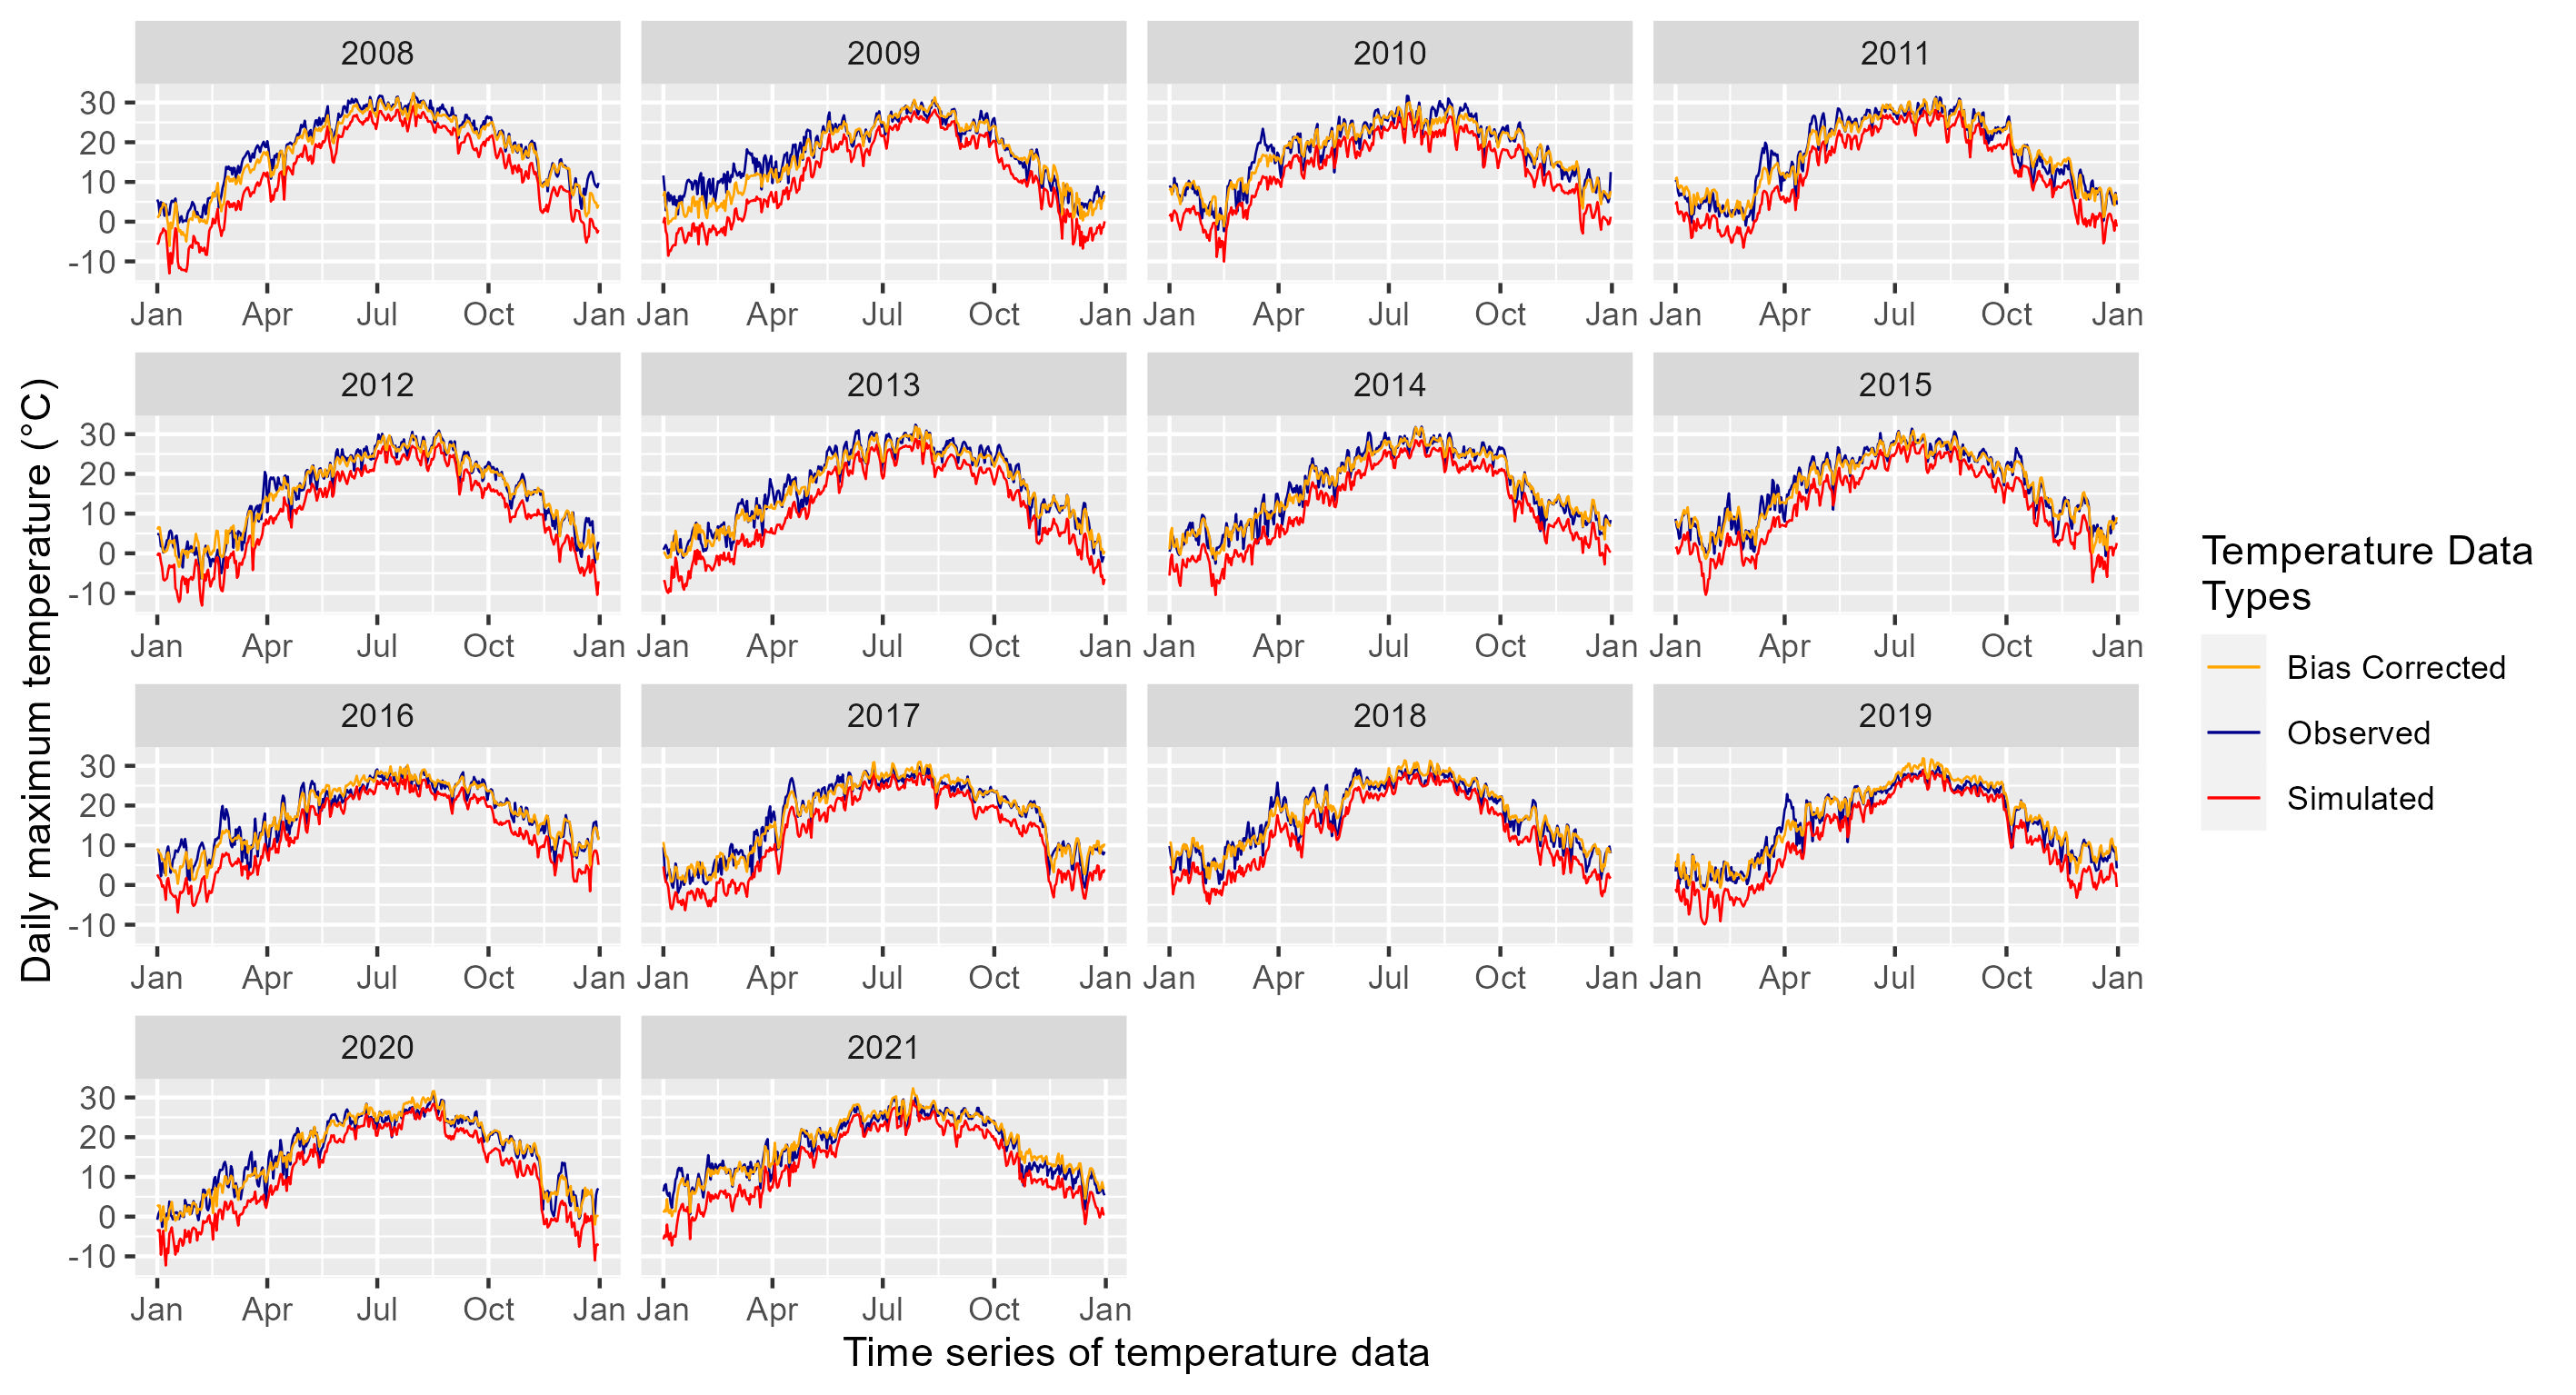 2008 2009 2010 2011
30
20
10
0
-10
Jan Apr Jul Oct Jan Jan Apr Jul Oct Jan Jan Apr Jul Oct Jan Jan Apr Jul Oct Jan
2012 2013 2014 2015
30
20
10
0
-10
Jan Apr Jul Oct Jan Jan Apr Jul Oct Jan Jan Apr Jul Oct Jan Jan Apr Jul Oct Jan
2016 2017 2018 2019
30
20
10
0
-10
Jan Apr Jul Oct Jan Jan Apr Jul Oct Jan Jan Apr Jul Oct Jan Jan Apr Jul Oct Jan
2020 2021
30
20
10
0
-10
Jan Apr Jul Oct Jan Jan Apr Jul Oct Jan
Daily maximum temperature (°C)
Time series of temperature data
Temperature Data
Types
Bias Corrected
Observed
Simulated